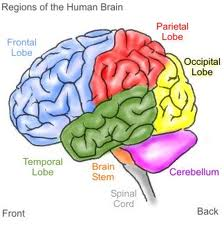 Regions of the Human Brain
Parietal
Lobe
Frontal
Lobe
Occipital
Lobe
Temporal
Lobe
Brain
Stem
Cerebellum
Spinal
Cord
Front
Back